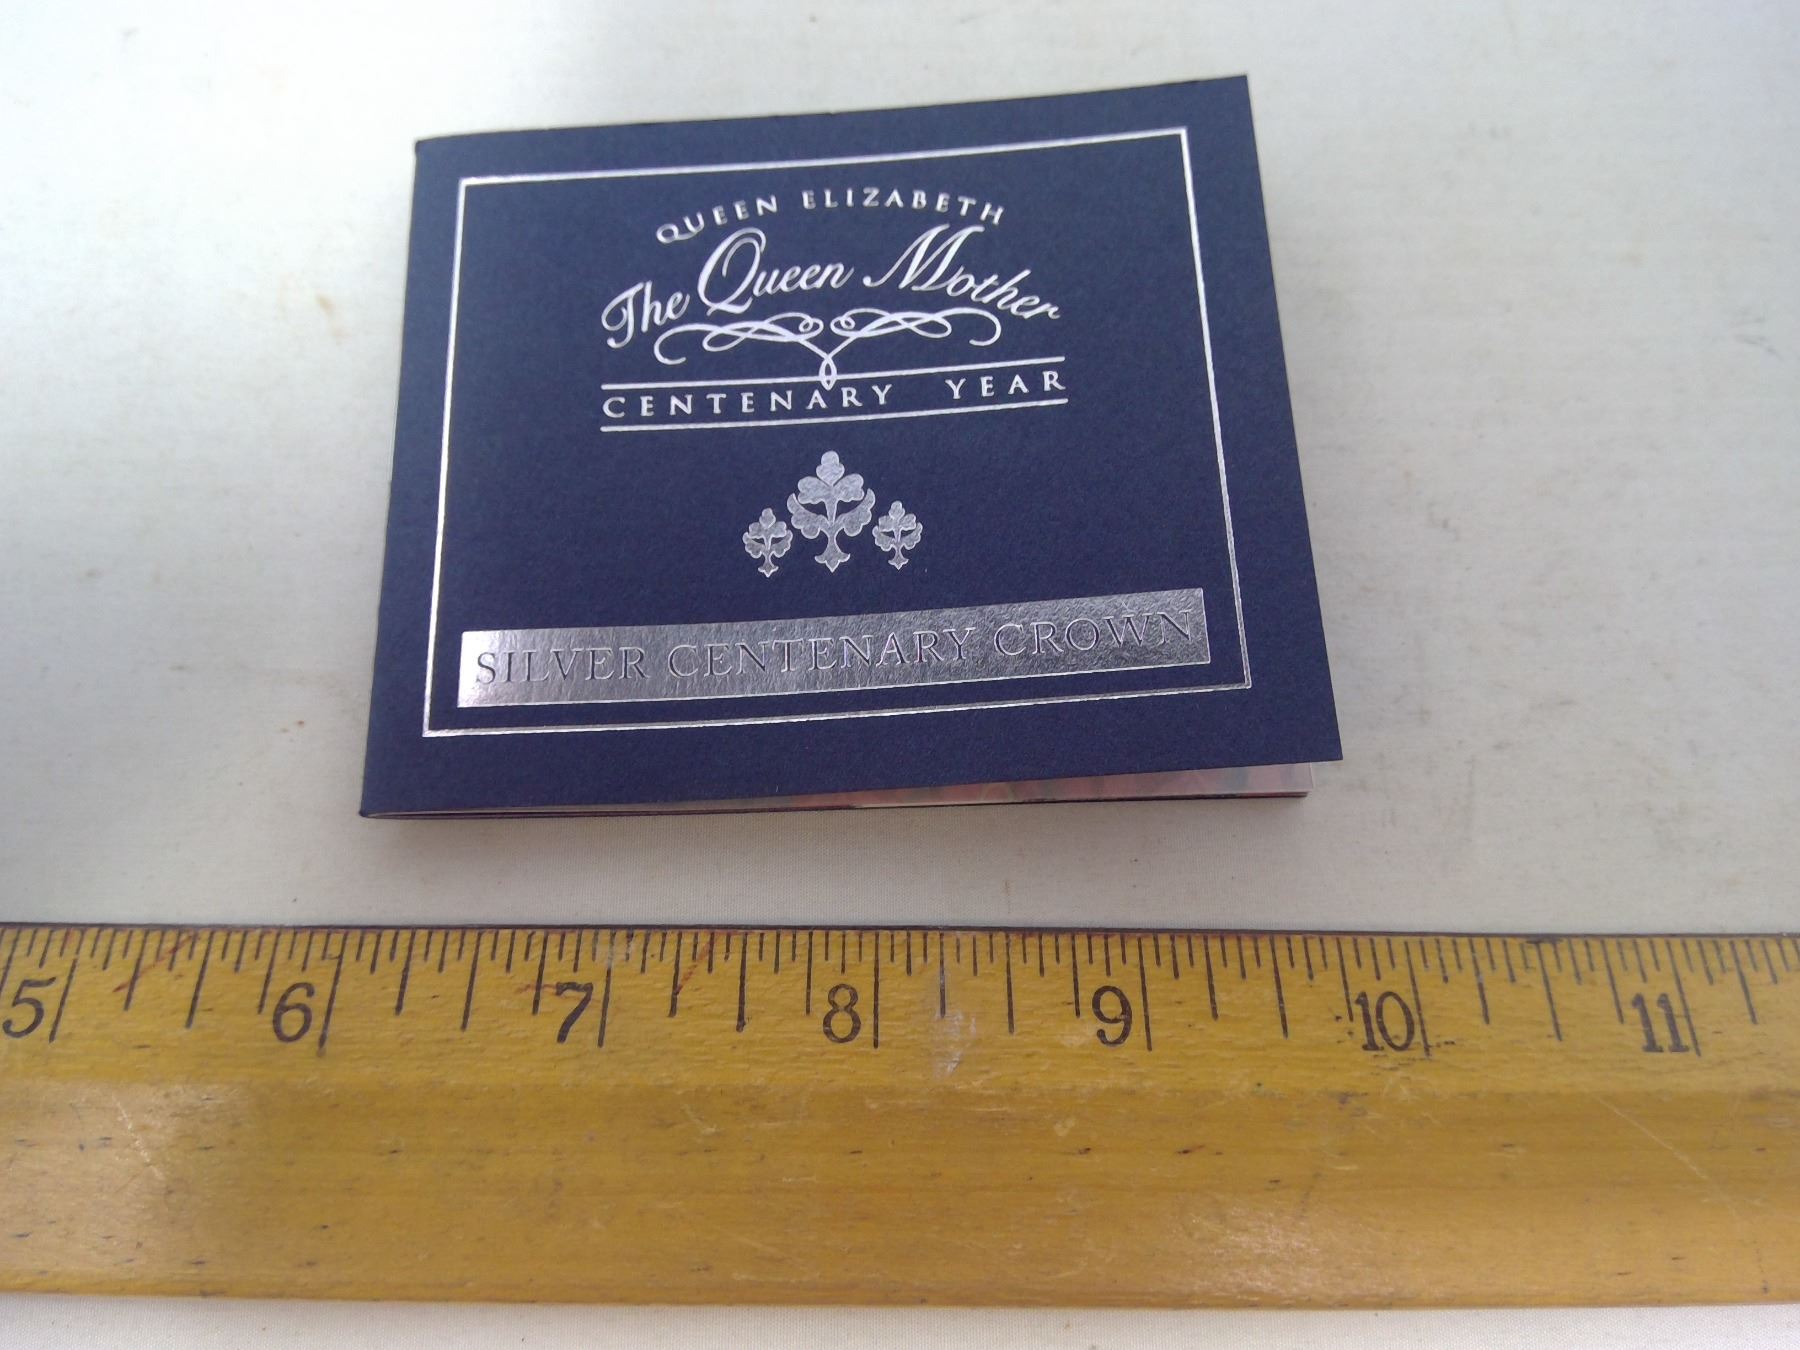 QUEEN ELIZABETH
The Queen Mother
CENTENARY YEAR
SILVER CENTENARY CROWN
5 6 7 8 9 10 11